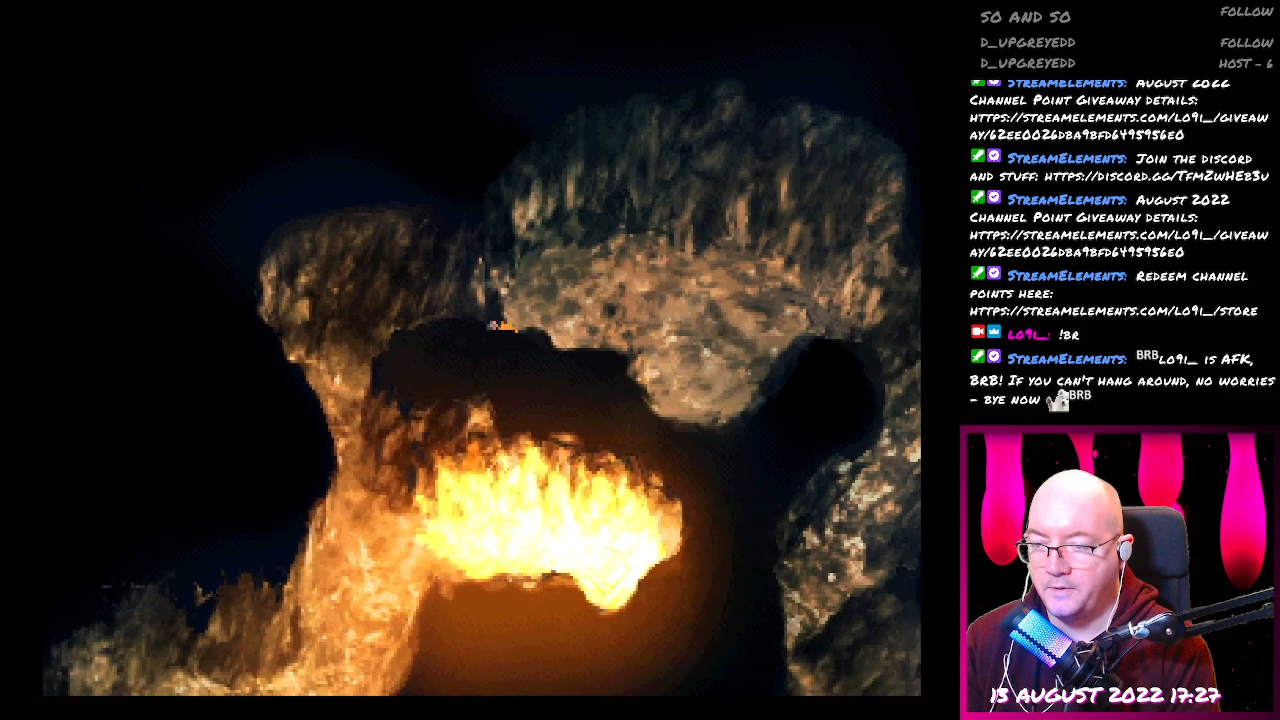 SO AND SO FOLLOW
D_UPGREYEDD FOLLOW
D_UPGREYEDD HOST - 6
StreamElements: August 2022
Channel Point Giveaway details:
https://streamelements.com/lo9i_/giveaw
ay/62ee0026dba9bfd6495956e0
StreamElements: Join the discord
and stuff: https://discord.gg/TfmZwHEb3u
StreamElements: August 2022
Channel Point Giveaway details:
https://streamelements.com/lo9i_/giveaw
ay/62ee0026dba9bfd6495956e0
StreamElements: Redeem channel
points here:
https://streamelements.com/lo9i_/store
lo9i_: !br
StreamElements: BRB lo9i_ is AFK,
BRB! If you can't hang around, no worries
- bye now BRB
13 AUGUST 2022 17:27